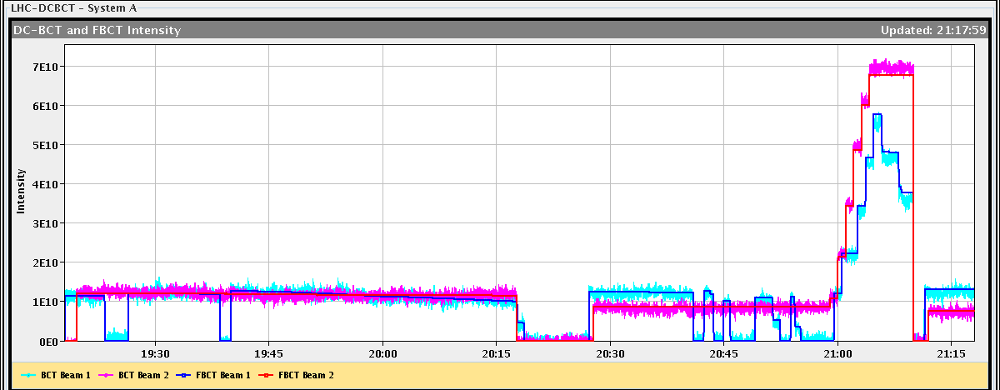 LHC-DCBCT - System A
DC-BCT and FBCT Intensity Updated: 21:17:59
7E10
6E10
5E10
4E10
3E10
2E10
1E10
0E0
Intensity
19:30 19:45 20:00 20:15 20:30 20:45 21:00 21:15
BCT Beam 1 BCT Beam 2 FBCT Beam 1 FBCT Beam 2